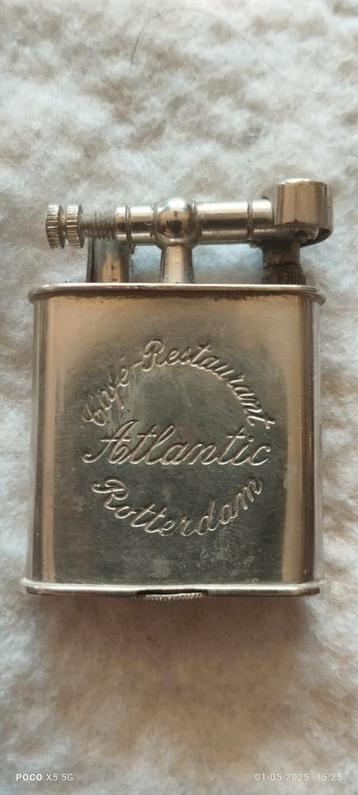 Café-Restaurant
Atlantic
Rotterdam
POCO X5 5G
01-05-2025 15:25